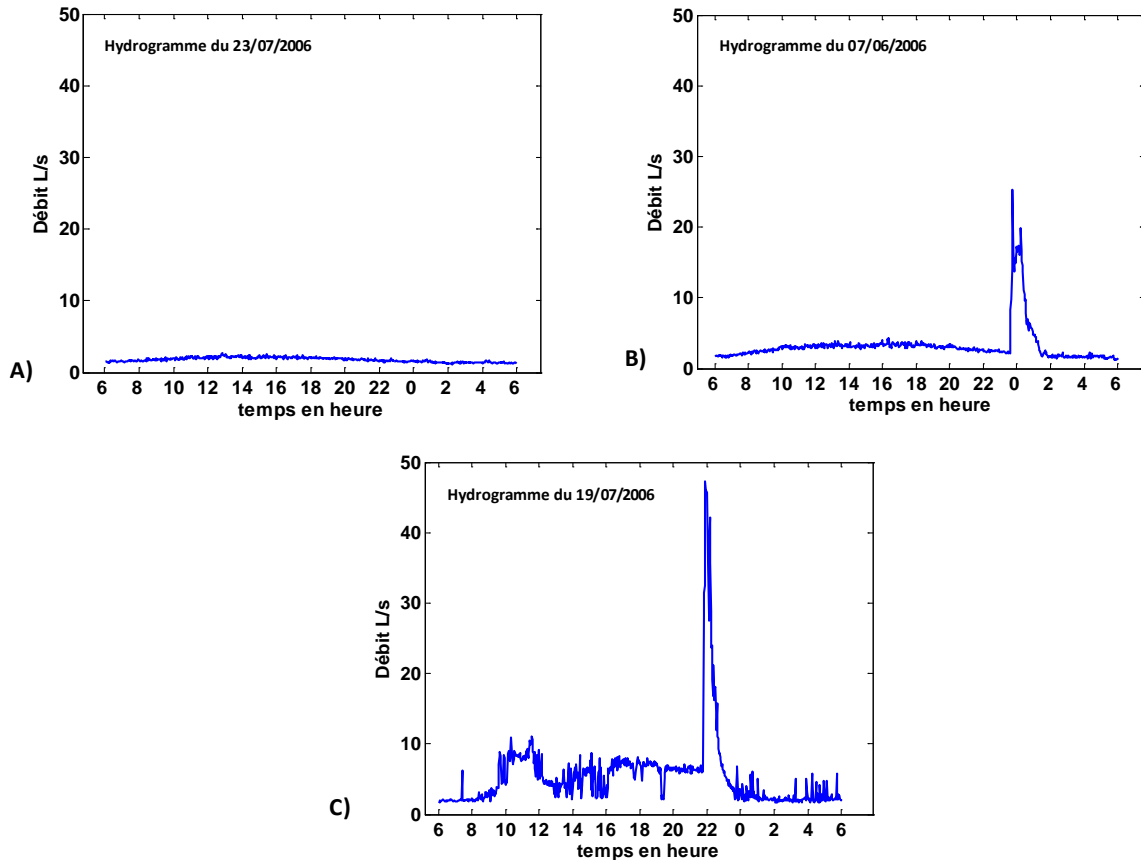 Hydrogramme du 23/07/2006
50
40
30
20
10
0
Débit L/s
6 8 10 12 14 16 18 20 22 0 2 4 6
temps en heure
A)
Hydrogramme du 07/06/2006
50
40
30
20
10
0
Débit L/s
6 8 10 12 14 16 18 20 22 0 2 4 6
temps en heure
B)
Hydrogramme du 19/07/2006
50
40
30
20
10
0
Débit L/s
6 8 10 12 14 16 18 20 22 0 2 4 6
temps en heure
C)